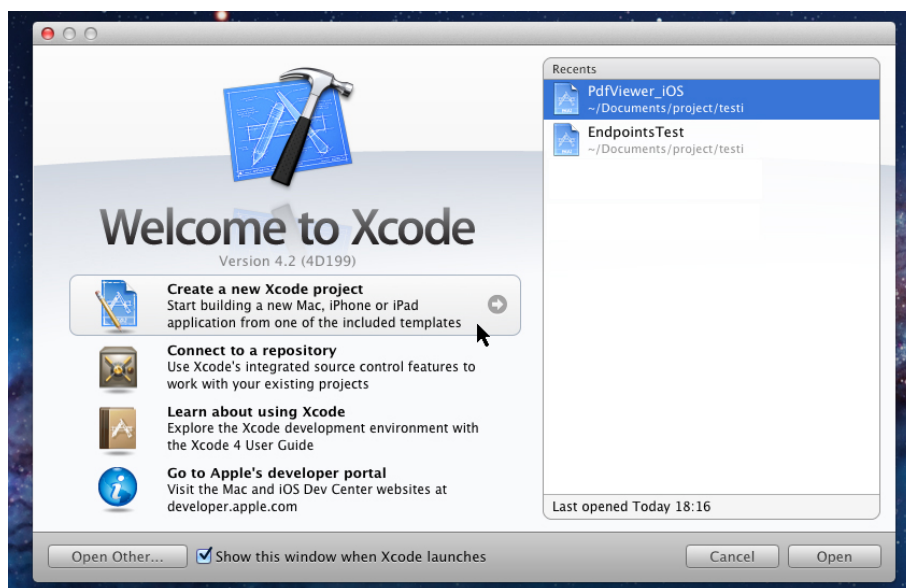 Welcome to Xcode
Version 4.2 (4D199)
Create a new Xcode project
Start building a new Mac, iPhone or iPad
application from one of the included templates
Connect to a repository
Use Xcode's integrated source control features to
work with your existing projects
Learn about using Xcode
Explore the Xcode development environment with
the Xcode 4 User Guide
Go to Apple's developer portal
Visit the Mac and iOS Dev Center websites at
developer.apple.com
Recents
PdfViewer_iOS
~/Documents/project/testi
EndpointsTest
~/Documents/project/testi
Last opened Today 18:16
Open Other...
Show this window when Xcode launches
Cancel
Open